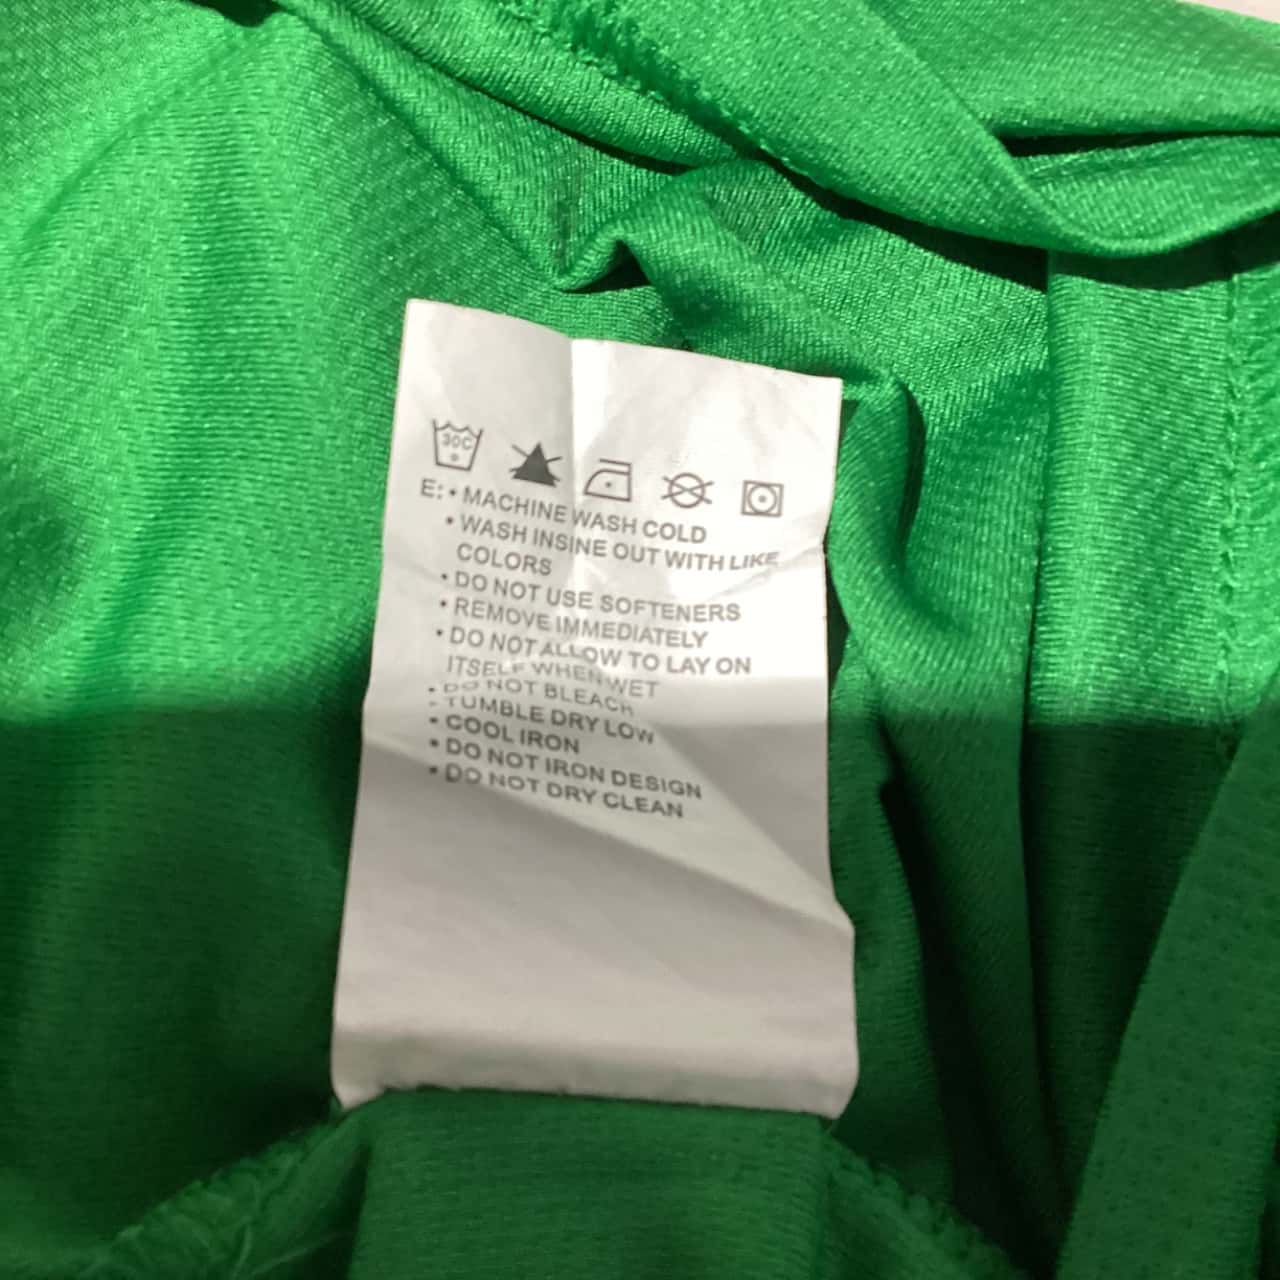 30C
E: • MACHINE WASH COLD
• WASH INSINE OUT WITH LIKE
COLORS
• DO NOT USE SOFTENERS
• REMOVE IMMEDIATELY
• DO NOT ALLOW TO LAY ON
ITSELF WHEN WET
• DO NOT BLEACH
- TUMBLE DRY LOW
• COOL IRON
• DO NOT IRON DESIGN
• DO NOT DRY CLEAN